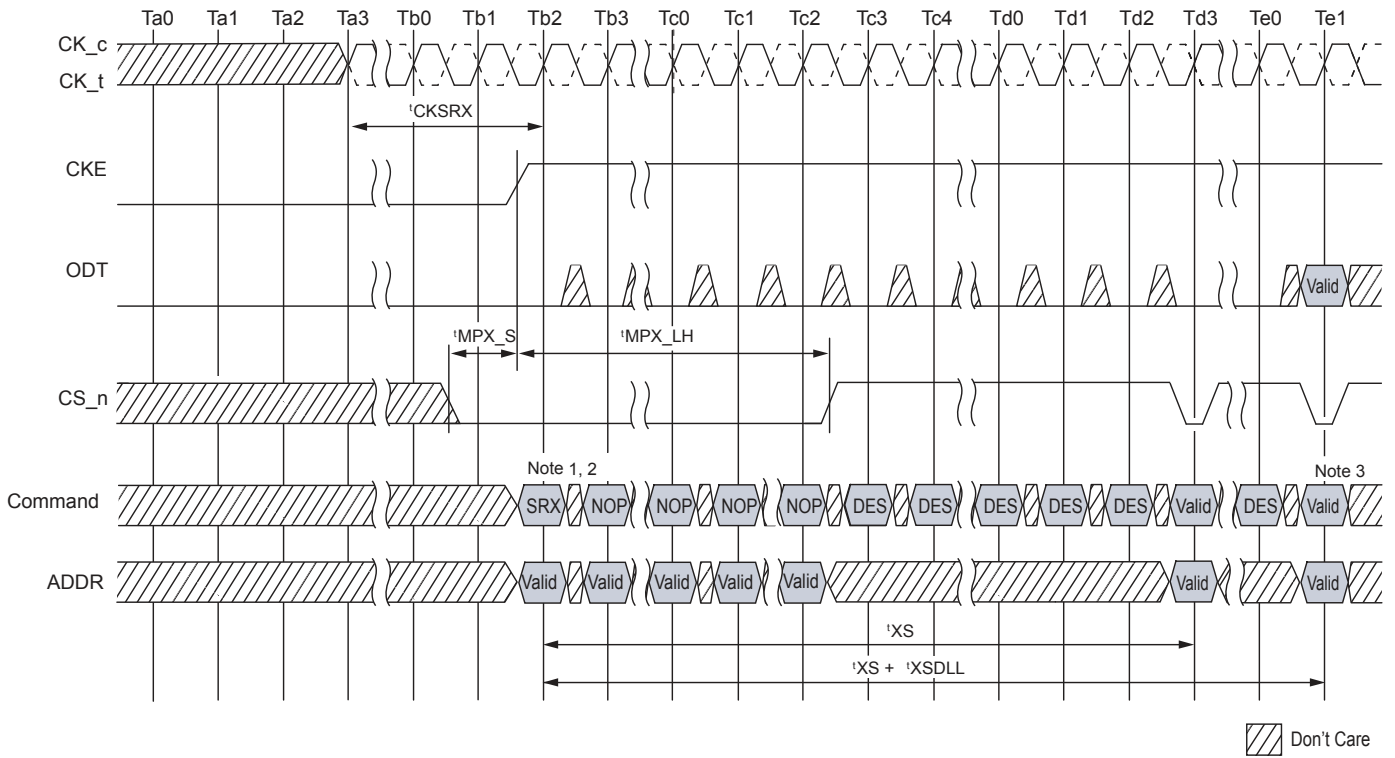 Ta0 Ta1 Ta2 Ta3 Tb0 Tb1 Tb2 Tb3 Tc0 Tc1 Tc2 Tc3 Tc4 Td0 Td1 Td2 Td3 Te0 Te1
CK_c
CK_t
tCKSRX
CKE
ODT
Valid
tMPX_S tMPX_LH
CS_n
Note 1, 2 Note 3
Command SRX NOP NOP NOP NOP DES DES DES DES DES Valid DES Valid
ADDR Valid Valid Valid Valid Valid Valid Valid
tXS
tXS + tXSDLL
Don't Care